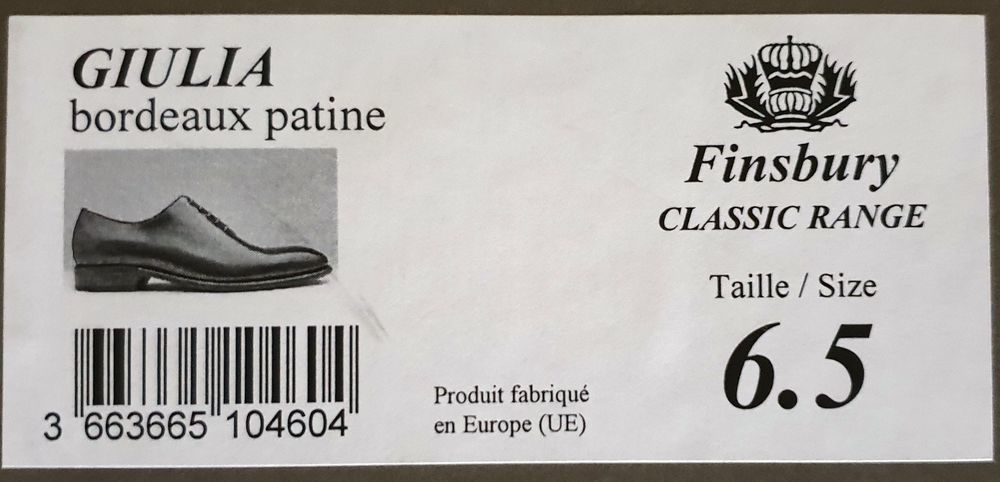 GIULIA
bordeaux patine
3 663665 104604
Produit fabriqué
en Europe (UE)
Finsbury
CLASSIC RANGE
Taille / Size
6.5